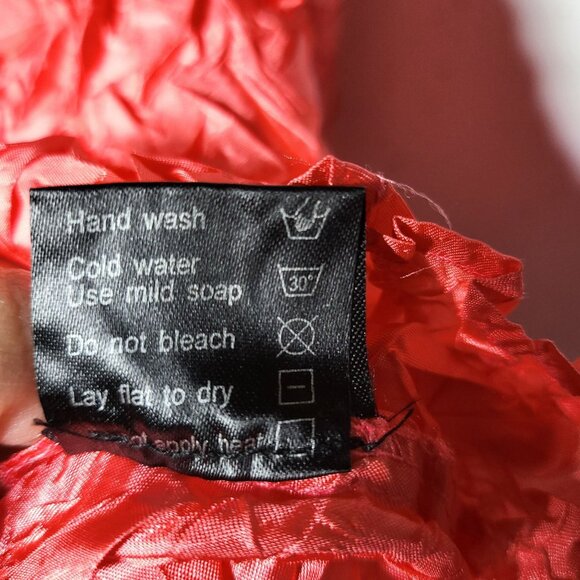 Hand wash
Cold water
30°
Use mild soap
Do not bleach
Lay flat to dry
apply heat